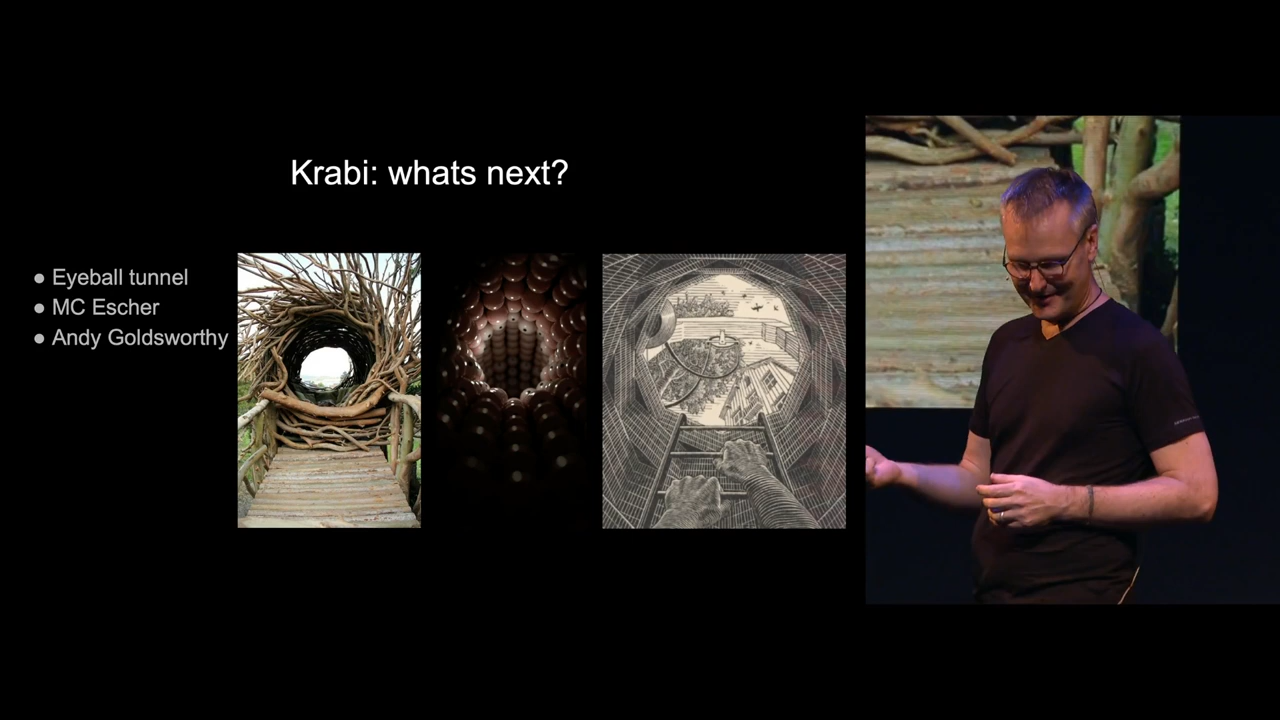 Krabi: whats next?
● Eyeball tunnel
● MC Escher
● Andy Goldsworthy